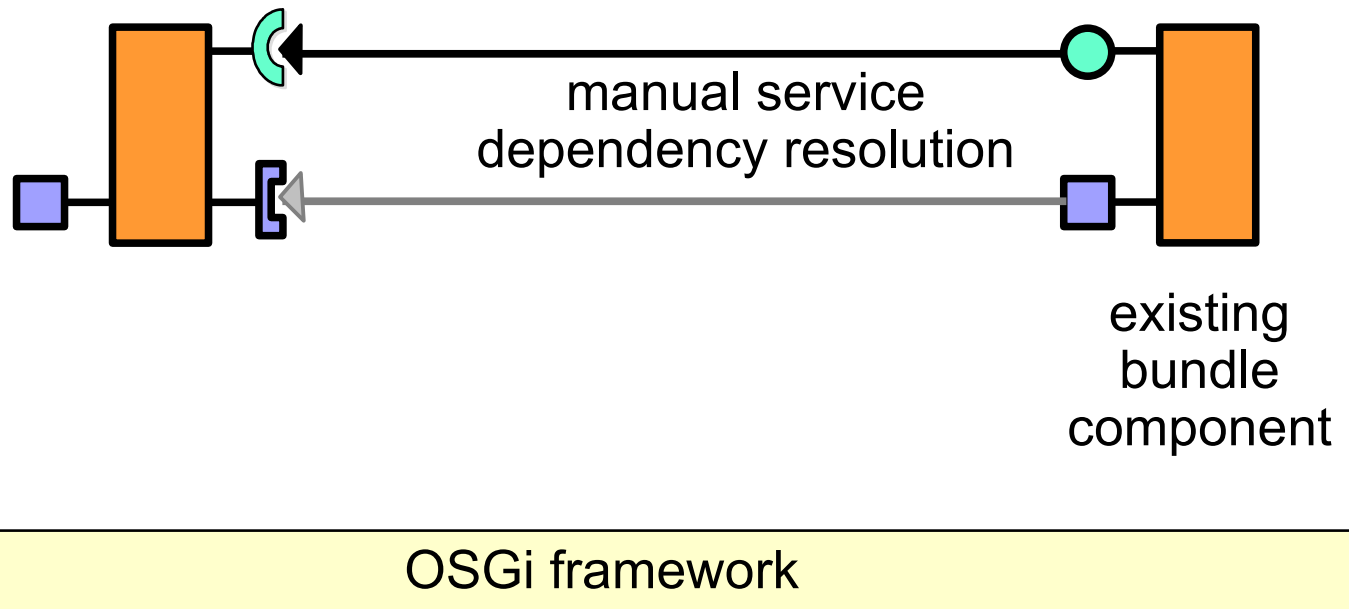 manual service
dependency resolution
existing
bundle
component
OSGi framework